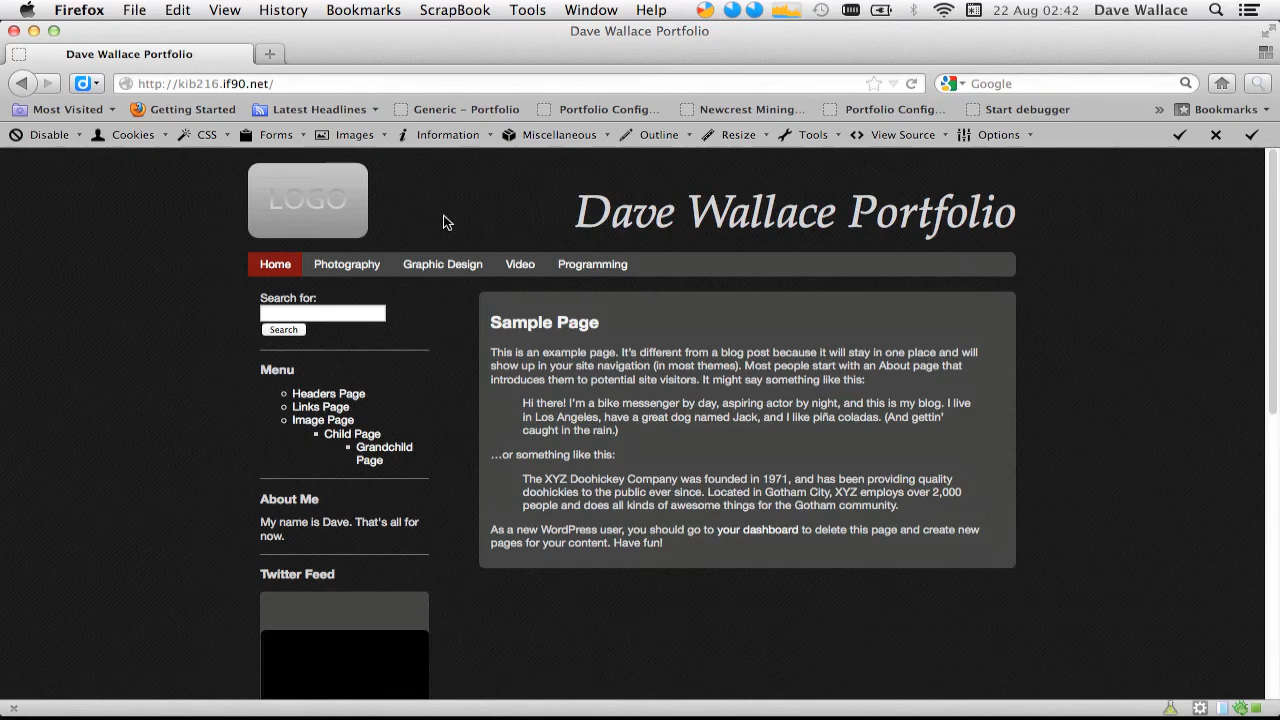 Firefox File Edit View History Bookmarks ScrapBook Tools Window Help 22 Aug 02:42 Dave Wallace
Dave Wallace Portfolio
Dave Wallace Portfolio
http://kib216.if90.net/ Google
Most Visited Getting Started Latest Headlines Generic – Portfolio Portfolio Config... Newcrest Mining... Portfolio Config... Start debugger » Bookmarks
Disable Cookies CSS Forms Images Information Miscellaneous Outline Resize Tools View Source Options
LOGO
Dave Wallace Portfolio
Home Photography Graphic Design Video Programming
Search for:
Search
Menu
Headers Page
Links Page
Image Page
Child Page
Grandchild
Page
About Me
My name is Dave. That's all for
now.
Twitter Feed
Sample Page
This is an example page. It's different from a blog post because it will stay in one place and will
show up in your site navigation (in most themes). Most people start with an About page that
introduces them to potential site visitors. It might say something like this:
Hi there! I'm a bike messenger by day, aspiring actor by night, and this is my blog. I live
in Los Angeles, have a great dog named Jack, and I like piña coladas. (And gettin'
caught in the rain.)
…or something like this:
The XYZ Doohickey Company was founded in 1971, and has been providing quality
doohickies to the public ever since. Located in Gotham City, XYZ employs over 2,000
people and does all kinds of awesome things for the Gotham community.
As a new WordPress user, you should go to your dashboard to delete this page and create new
pages for your content. Have fun!